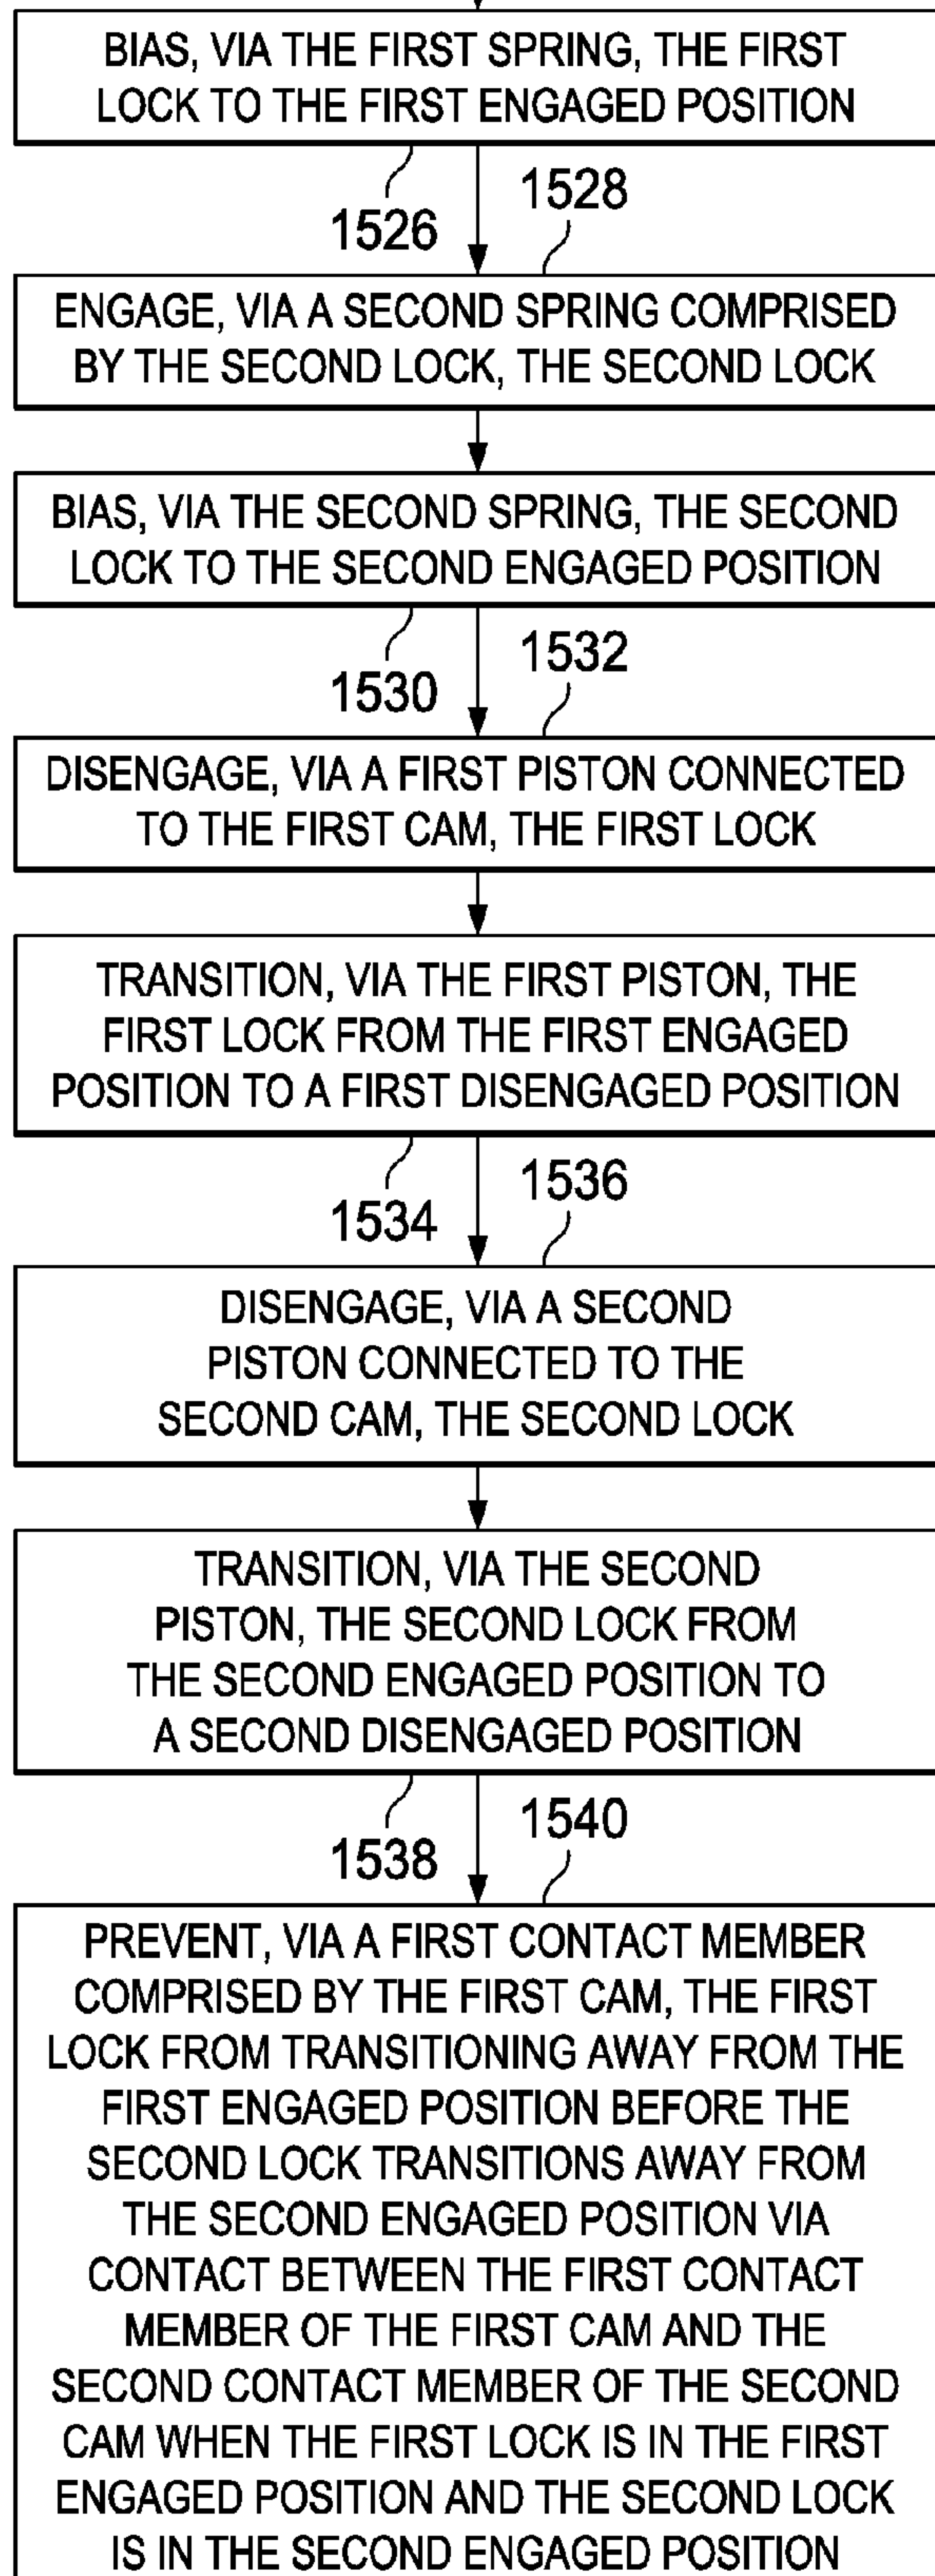 BIAS, VIA THE FIRST SPRING, THE FIRST
LOCK TO THE FIRST ENGAGED POSITION
1526
1528
ENGAGE, VIA A SECOND SPRING COMPRISED
BY THE SECOND LOCK, THE SECOND LOCK
BIAS, VIA THE SECOND SPRING, THE SECOND
LOCK TO THE SECOND ENGAGED POSITION
1530
1532
DISENGAGE, VIA A FIRST PISTON CONNECTED
TO THE FIRST CAM, THE FIRST LOCK
TRANSITION, VIA THE FIRST PISTON, THE
FIRST LOCK FROM THE FIRST ENGAGED
POSITION TO A FIRST DISENGAGED POSITION
1534
1536
DISENGAGE, VIA A SECOND
PISTON CONNECTED TO THE
SECOND CAM, THE SECOND LOCK
TRANSITION, VIA THE SECOND
PISTON, THE SECOND LOCK FROM
THE SECOND ENGAGED POSITION TO
A SECOND DISENGAGED POSITION
1538
1540
PREVENT, VIA A FIRST CONTACT MEMBER
COMPRISED BY THE FIRST CAM, THE FIRST
LOCK FROM TRANSITIONING AWAY FROM THE
FIRST ENGAGED POSITION BEFORE THE
SECOND LOCK TRANSITIONS AWAY FROM
THE SECOND ENGAGED POSITION VIA
CONTACT BETWEEN THE FIRST CONTACT
MEMBER OF THE FIRST CAM AND THE
SECOND CONTACT MEMBER OF THE SECOND
CAM WHEN THE FIRST LOCK IS IN THE FIRST
ENGAGED POSITION AND THE SECOND LOCK
IS IN THE SECOND ENGAGED POSITION